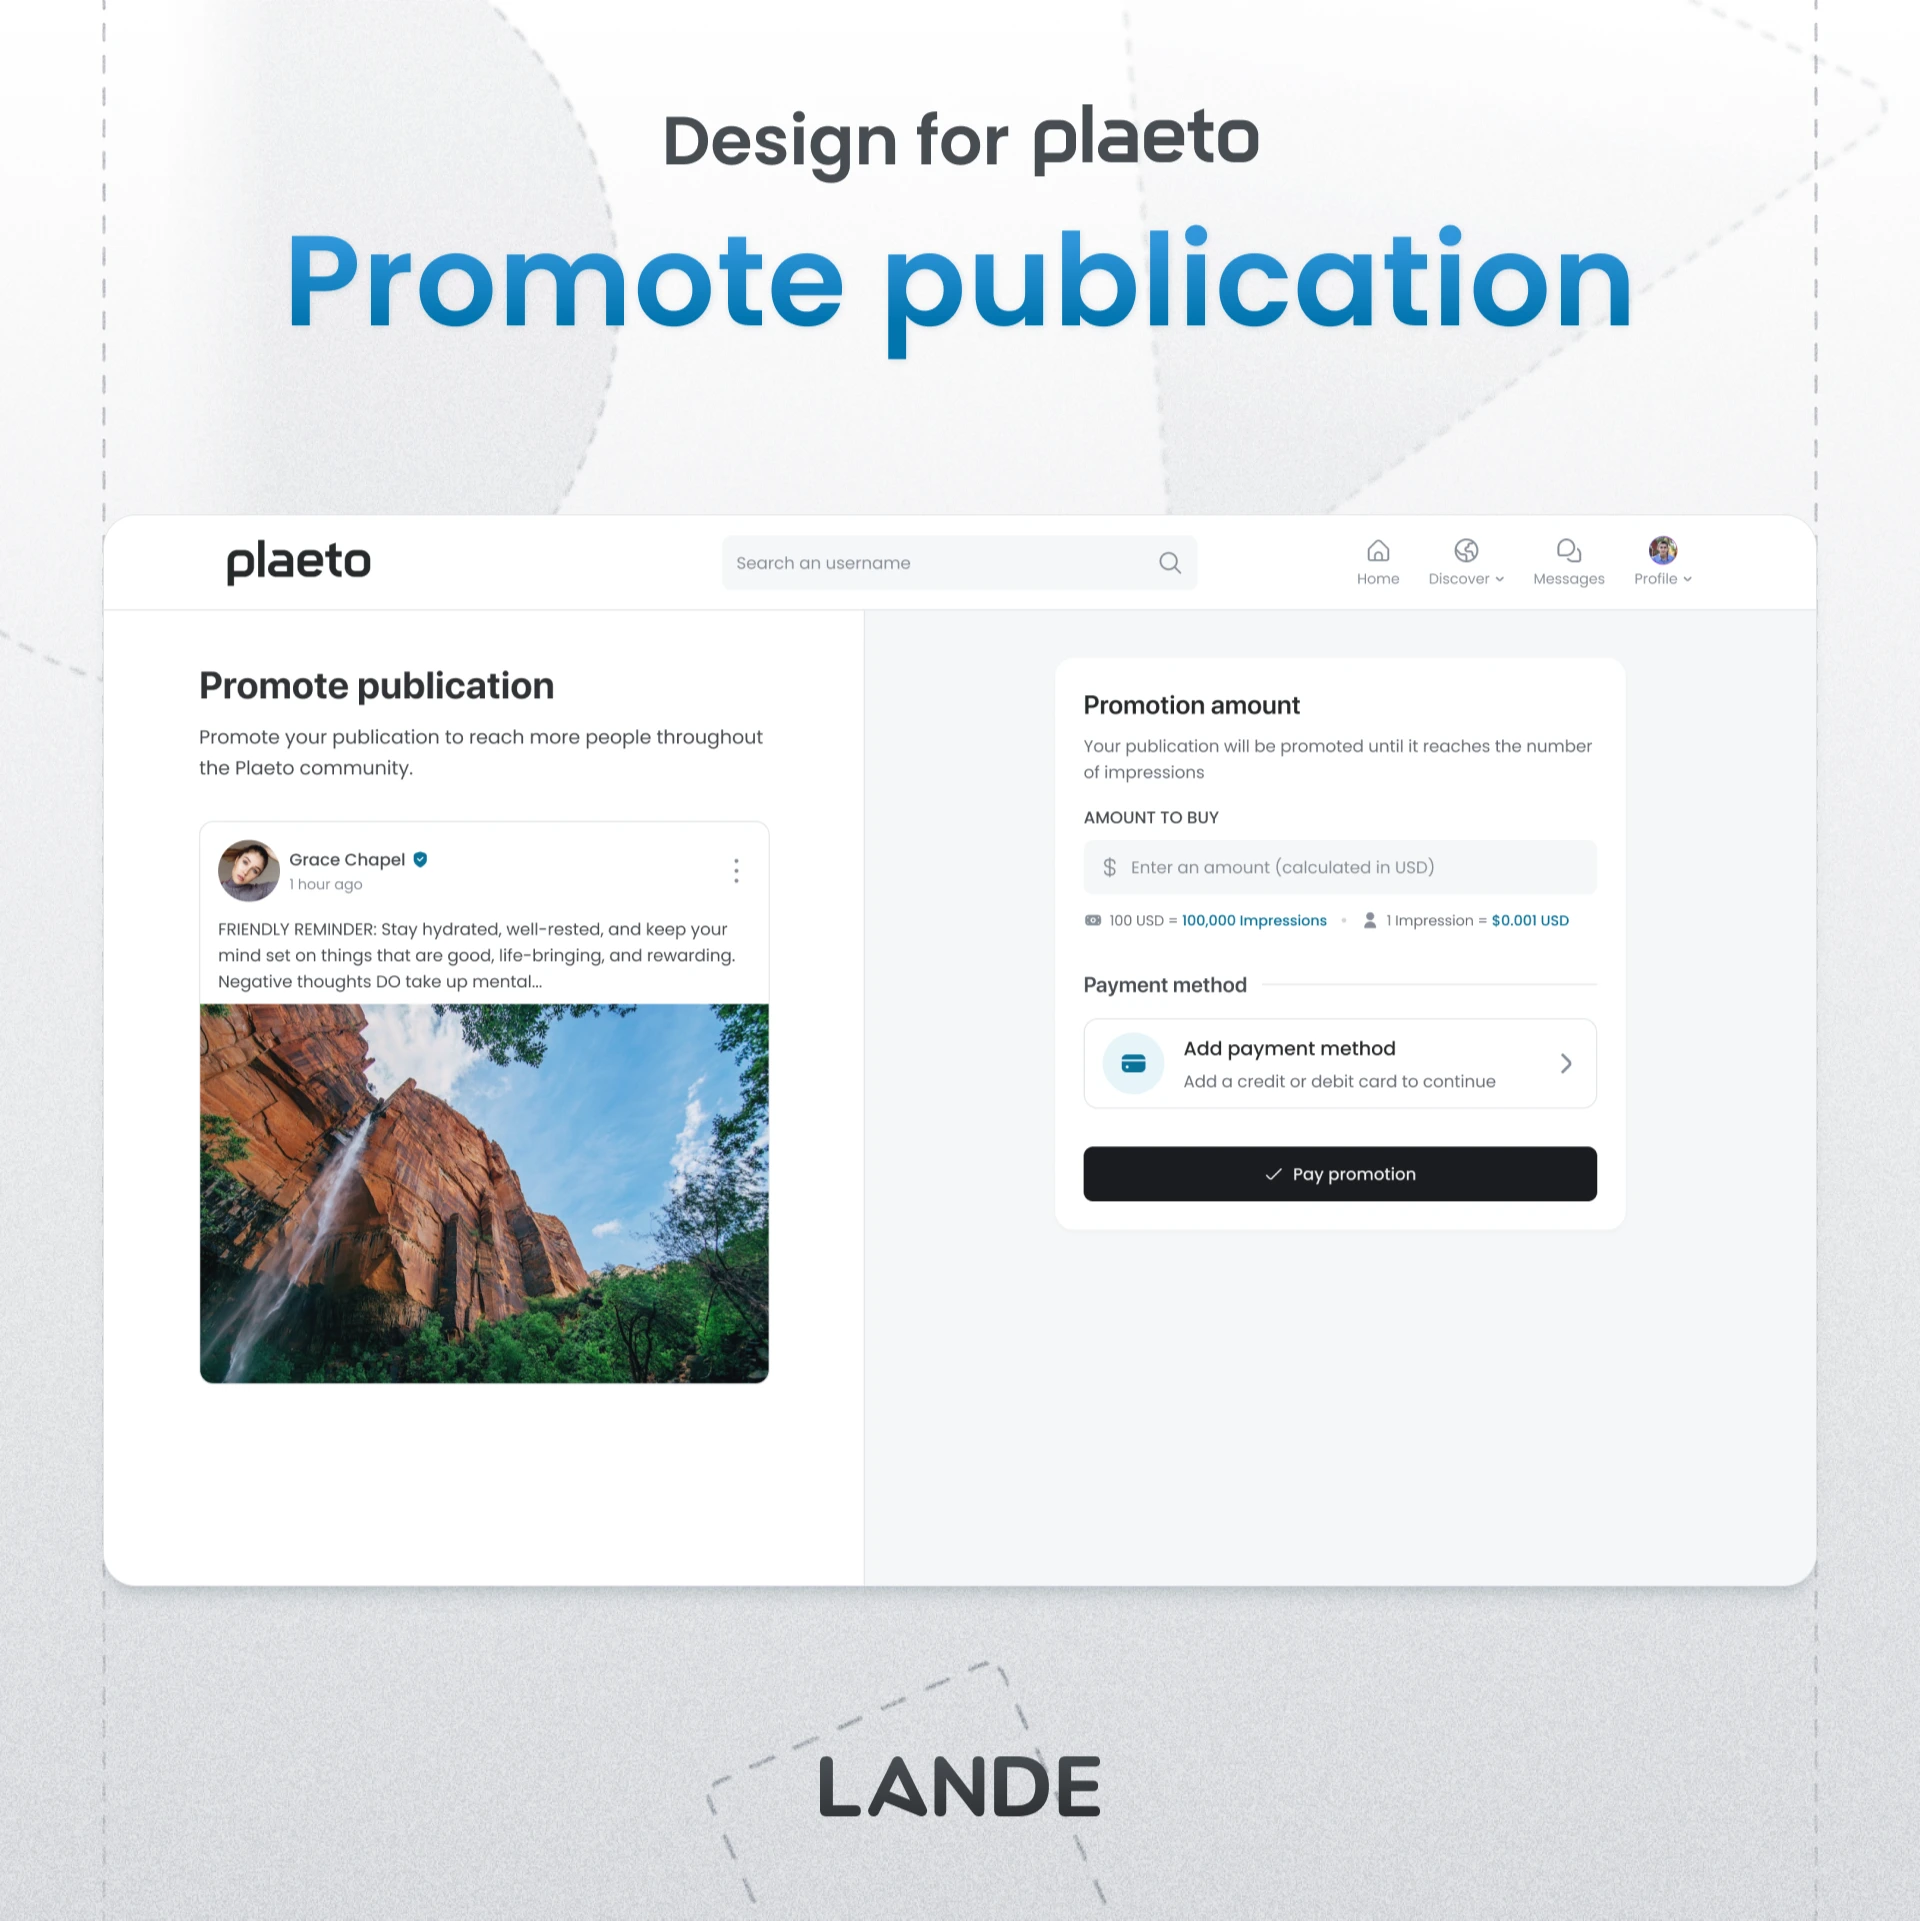 Design for plaeto
Promote publication
plaeto
Search an username
Home
Discover
Messages
Profile
Promote publication
Promote your publication to reach more people throughout
the Plaeto community.
Grace Chapel
1 hour ago
FRIENDLY REMINDER: Stay hydrated, well-rested, and keep your
mind set on things that are good, life-bringing, and rewarding.
Negative thoughts DO take up mental...
Promotion amount
Your publication will be promoted until it reaches the number
of impressions
AMOUNT TO BUY
$ Enter an amount (calculated in USD)
100 USD = 100,000 Impressions • 1 Impression = $0.001 USD
Payment method
Add payment method
Add a credit or debit card to continue
Pay promotion
LANDE